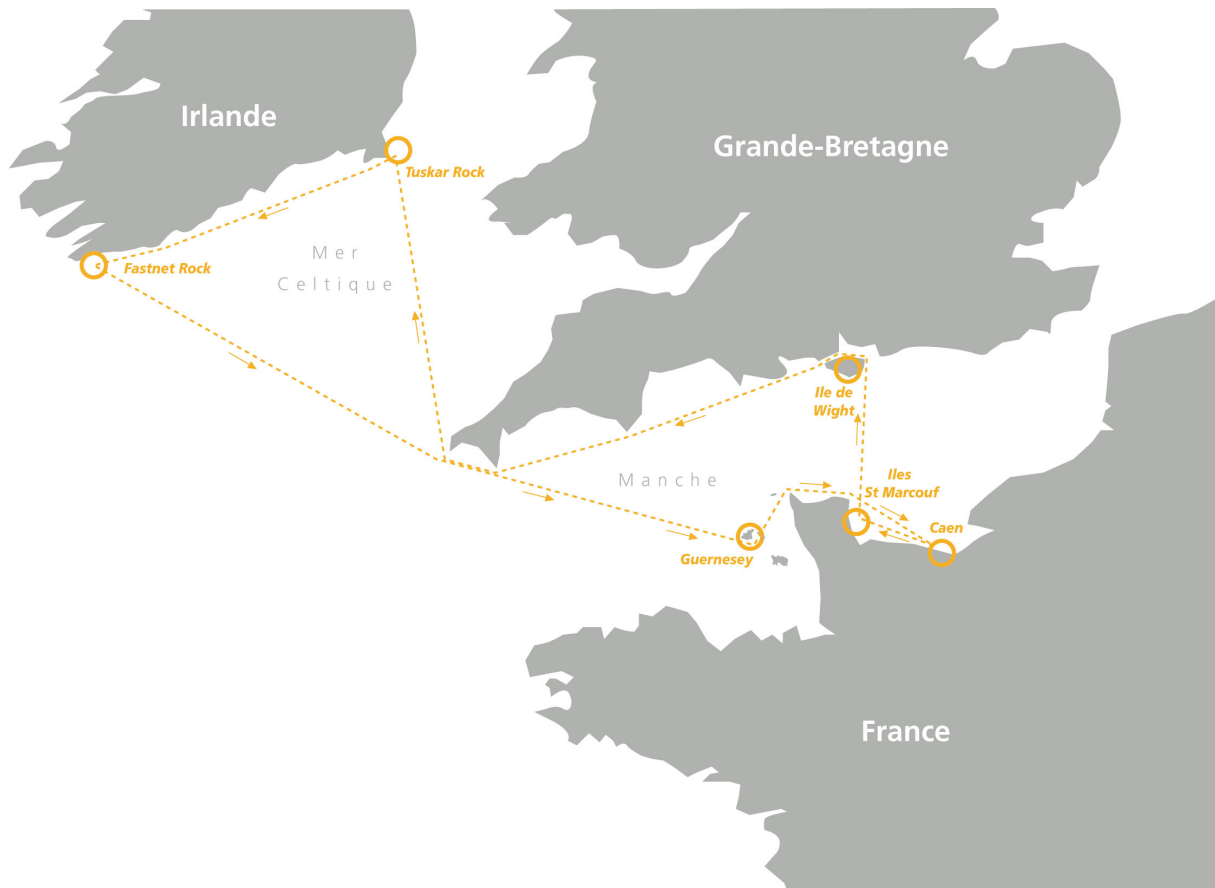 Irlande
Grande-Bretagne
Tuskar Rock
Mer
Celtique
Fastnet Rock
Ile de
Wight
Manche
Iles
St Marcouf
Caen
Guernesey
France